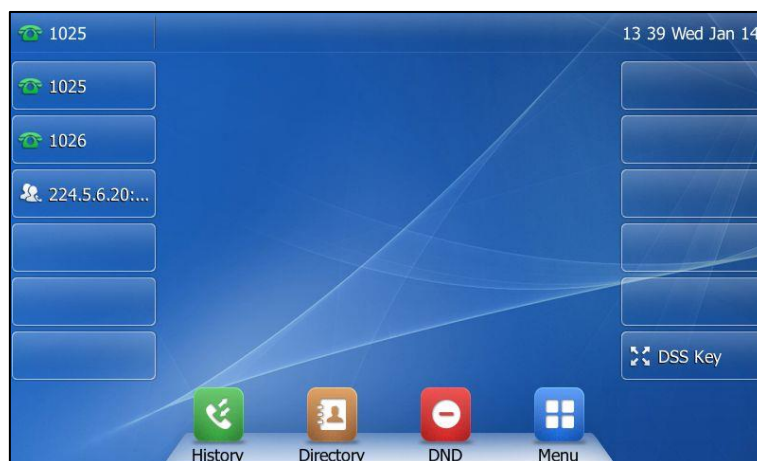 1025
13 39 Wed Jan 14
1025
1026
224.5.6.20:...
DSS Key
History
Directory
DND
Menu